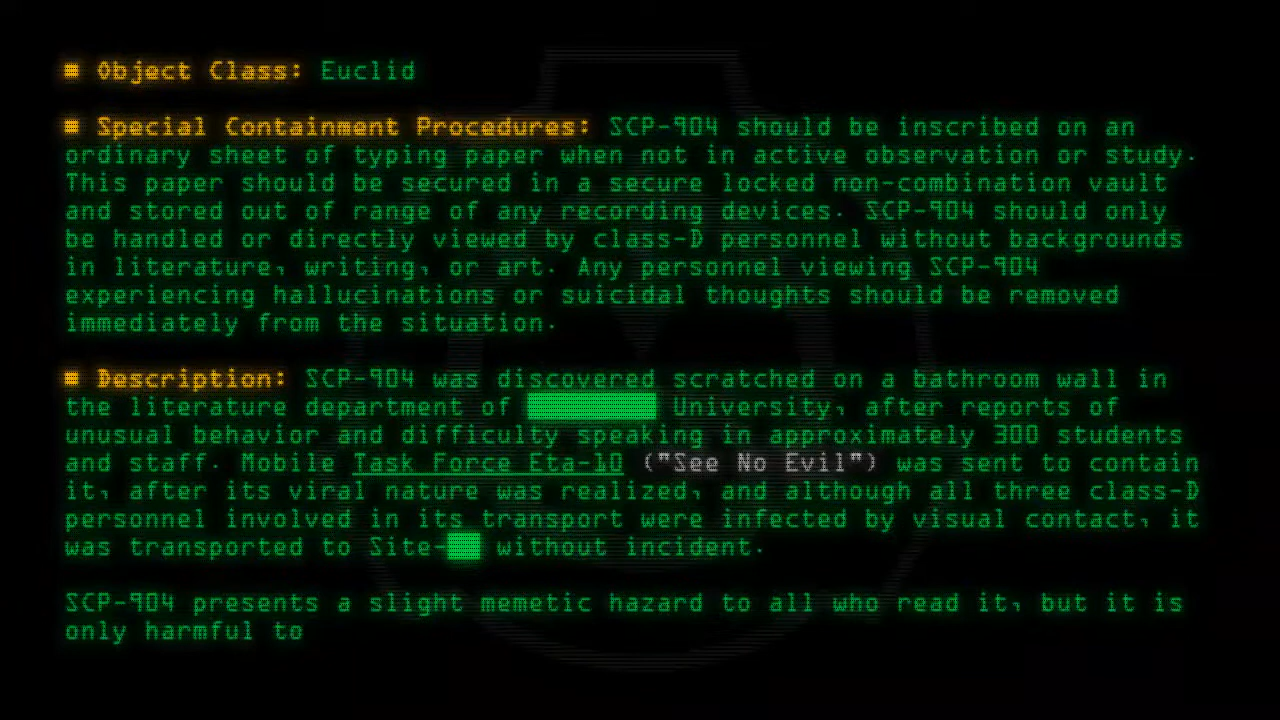 ■ Object Class: Euclid
■ Special Containment Procedures: SCP-904 should be inscribed on an
ordinary sheet of typing paper when not in active observation or study.
This paper should be secured in a secure locked non-combination vault
and stored out of range of any recording devices. SCP-904 should only
be handled or directly viewed by class-D personnel without backgrounds
in literature, writing, or art. Any personnel viewing SCP-904
experiencing hallucinations or suicidal thoughts should be removed
immediately from the situation.
■ Description: SCP-904 was discovered scratched on a bathroom wall in
the literature department of ████████ University, after reports of
unusual behavior and difficulty speaking in approximately 300 students
and staff. Mobile Task Force Eta-10 ("See No Evil") was sent to contain
it, after its viral nature was realized, and although all three class-D
personnel involved in its transport were infected by visual contact, it
was transported to Site-██ without incident.
SCP-904 presents a slight memetic hazard to all who read it, but it is
only harmful to